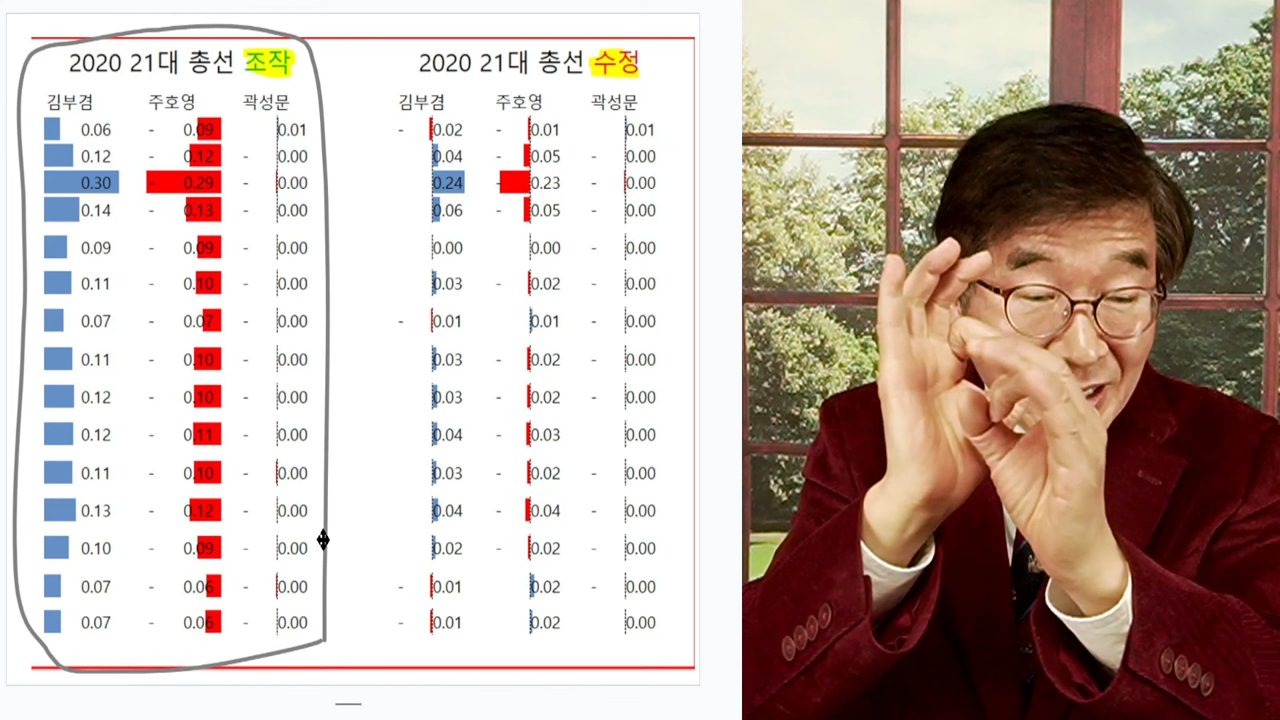 2020 21대 총선 조작
김부겸 주호영 곽성문
0.06 - 0.09 0.01
0.12 - 0.12 - 0.00
0.30 - 0.29 - 0.00
0.14 - 0.13 - 0.00
0.09 - 0.09 - 0.00
0.11 - 0.10 - 0.00
0.07 - 0.07 - 0.00
0.11 - 0.10 - 0.00
0.12 - 0.10 - 0.00
0.12 - 0.11 - 0.00
0.11 - 0.10 - 0.00
0.13 - 0.12 - 0.00
0.10 - 0.09 - 0.00
0.07 - 0.06 - 0.00
0.07 - 0.06 - 0.00
2020 21대 총선 수정
김부겸 주호영 곽성문
- 0.02 - 0.01 0.01
0.04 - 0.05 - 0.00
0.24 - 0.23 - 0.00
0.06 - 0.05 - 0.00
0.00 - 0.00 - 0.00
0.03 - 0.02 - 0.00
- 0.01 0.01 - 0.00
0.03 - 0.02 - 0.00
0.03 - 0.02 - 0.00
0.04 - 0.03 - 0.00
0.03 - 0.02 - 0.00
0.04 - 0.04 - 0.00
0.02 - 0.02 - 0.00
- 0.01 0.02 - 0.00
- 0.01 0.02 - 0.00